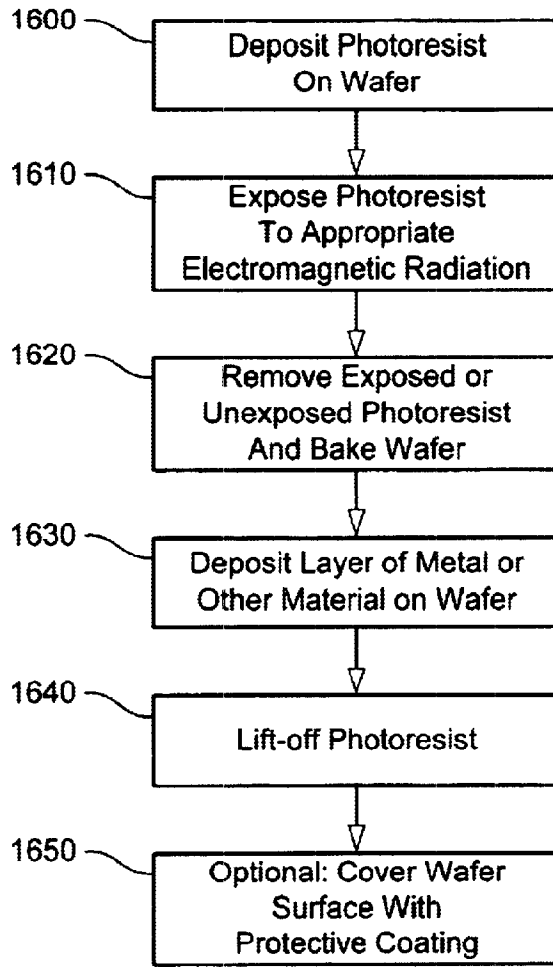 1600
Deposit Photoresist
On Wafer
1610
Expose Photoresist
To Appropriate
Electromagnetic Radiation
1620
Remove Exposed or
Unexposed Photoresist
And Bake Wafer
1630
Deposit Layer of Metal or
Other Material on Wafer
1640
Lift-off Photoresist
1650
Optional: Cover Wafer
Surface With
Protective Coating